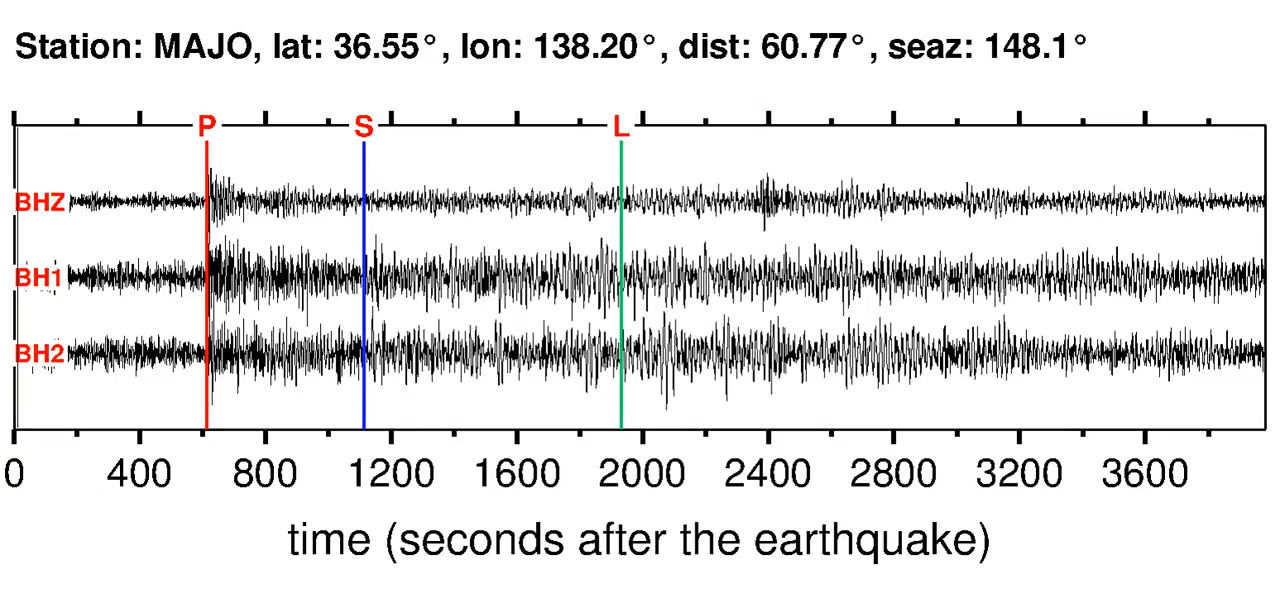 Station: MAJO, lat: 36.55°, lon: 138.20°, dist: 60.77°, seaz: 148.1°
P S L
BHZ
BH1
BH2
0 400 800 1200 1600 2000 2400 2800 3200 3600
time (seconds after the earthquake)